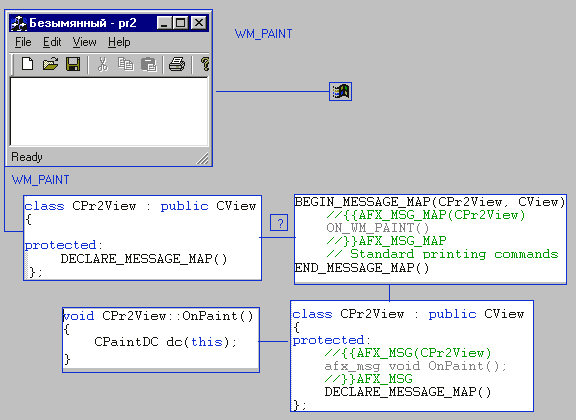 Безымянный - pr2
File Edit View Help
?
Ready
WM_PAINT
WM_PAINT
class CPr2View : public CView
{
protected:
DECLARE_MESSAGE_MAP()
};
?
BEGIN_MESSAGE_MAP(CPr2View, CView)
//{{AFX_MSG_MAP(CPr2View)
ON_WM_PAINT()
//}}AFX_MSG_MAP
// Standard printing commands
END_MESSAGE_MAP()
void CPr2View::OnPaint()
{
CPaintDC dc(this);
}
class CPr2View : public CView
{
protected:
//{{AFX_MSG(CPr2View)
afx_msg void OnPaint();
//}}AFX_MSG
DECLARE_MESSAGE_MAP()
};